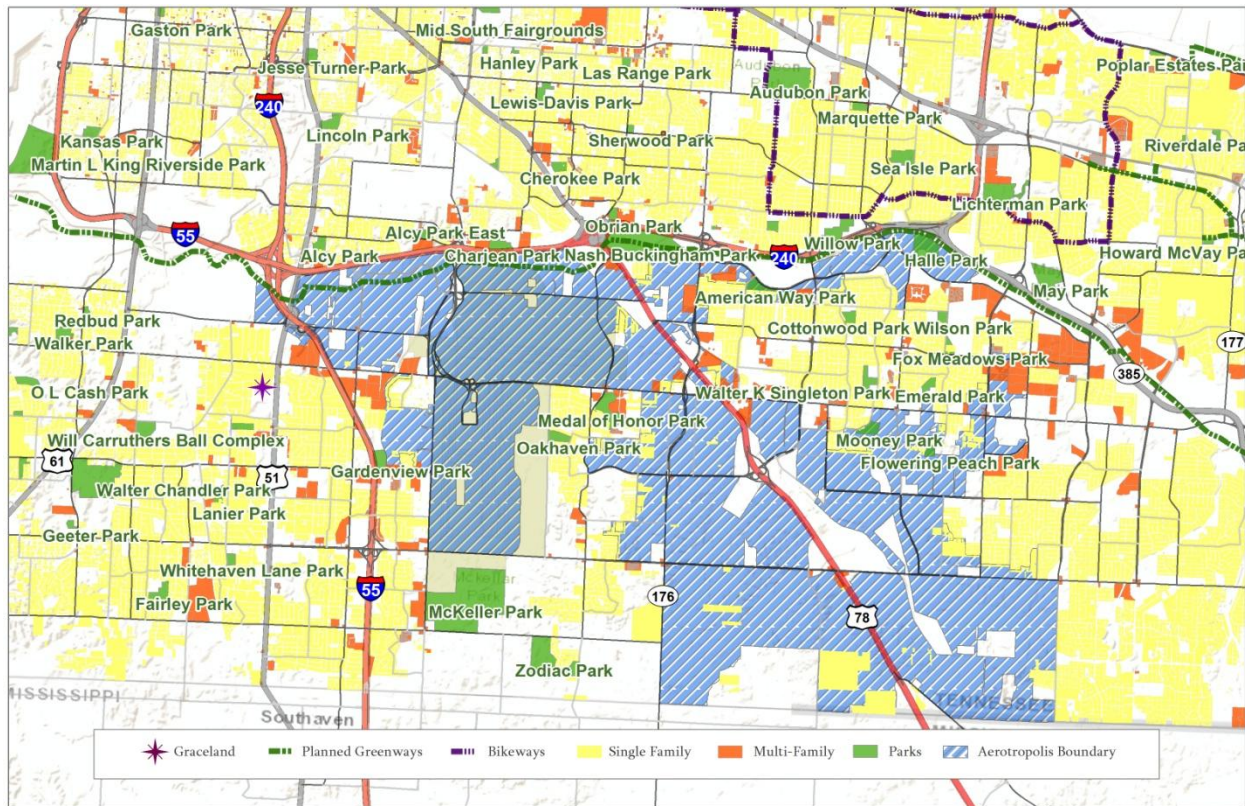 Gaston Park
Mid-South Fairgrounds
Jesse Turner Park
Hanley Park
Las Range Park
Poplar Estates Pa
Audubon Park
240
Lewis-Davis Park
Marquette Park
Kansas Park
Lincoln Park
Sherwood Park
Riverdale Pa
Martin L King Riverside Park
Cherokee Park
Sea Isle Park
Lichterman Park
55
Alcy Park East
Obrian Park
Willow Park
Alcy Park
Charjean Park
Nash Buckingham Park
240
Halle Park
Howard McVay Pa
American Way Park
May Park
Redbud Park
Cottonwood Park
Wilson Park
Walker Park
177
Fox Meadows Park
385
O L Cash Park
Walter K Singleton Park
Emerald Park
Medal of Honor Park
Will Carruthers Ball Complex
Oakhaven Park
Mooney Park
61
51
Gardenview Park
Flowering Peach Park
Walter Chandler Park
Lanier Park
Geeter Park
Whitehaven Lane Park
55
Mckellar
Park
176
Fairley Park
McKeller Park
78
Zodiac Park
MISSISSIPPI
TENNESSEE
Southaven
Graceland
Planned Greenways
Bikeways
Single Family
Multi-Family
Parks
Aerotropolis Boundary